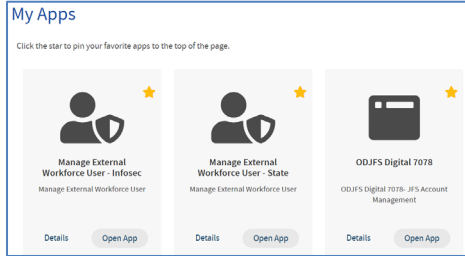 My Apps
Click the star to pin your favorite apps to the top of the page.
Manage External
Workforce User - Infosec
Manage External Workforce User
Details Open App
Manage External
Workforce User - State
Manage External Workforce User
Details Open App
ODJFS Digital 7078
ODJFS Digital 7078- JFS Account
Management
Details Open App